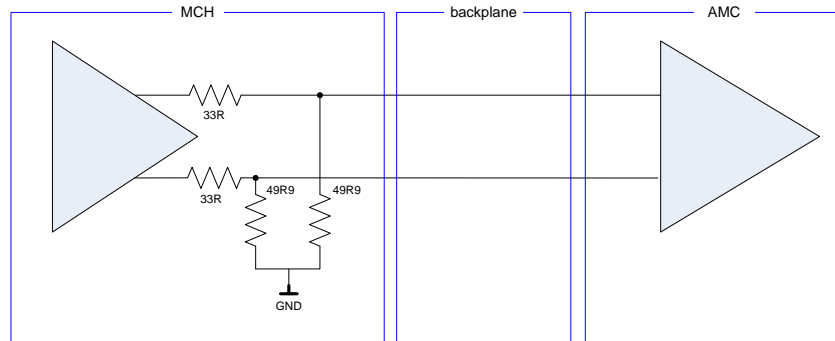 MCH
backplane
AMC
33R
33R
49R9
49R9
GND